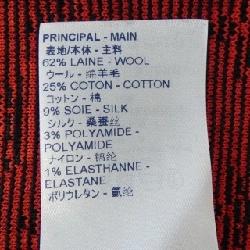 PRINCIPAL - MAIN
表地/本体 - 主料
62% LAINE - WOOL
ウール - 绵羊毛
25% COTON - COTTON
コットン - 棉
9% SOIE - SILK
シルク - 桑蚕丝
3% POLYAMIDE -
POLYAMIDE
ナイロン - 锦纶
1% ELASTHANNE -
ELASTANE
ポリウレタン - 氨纶